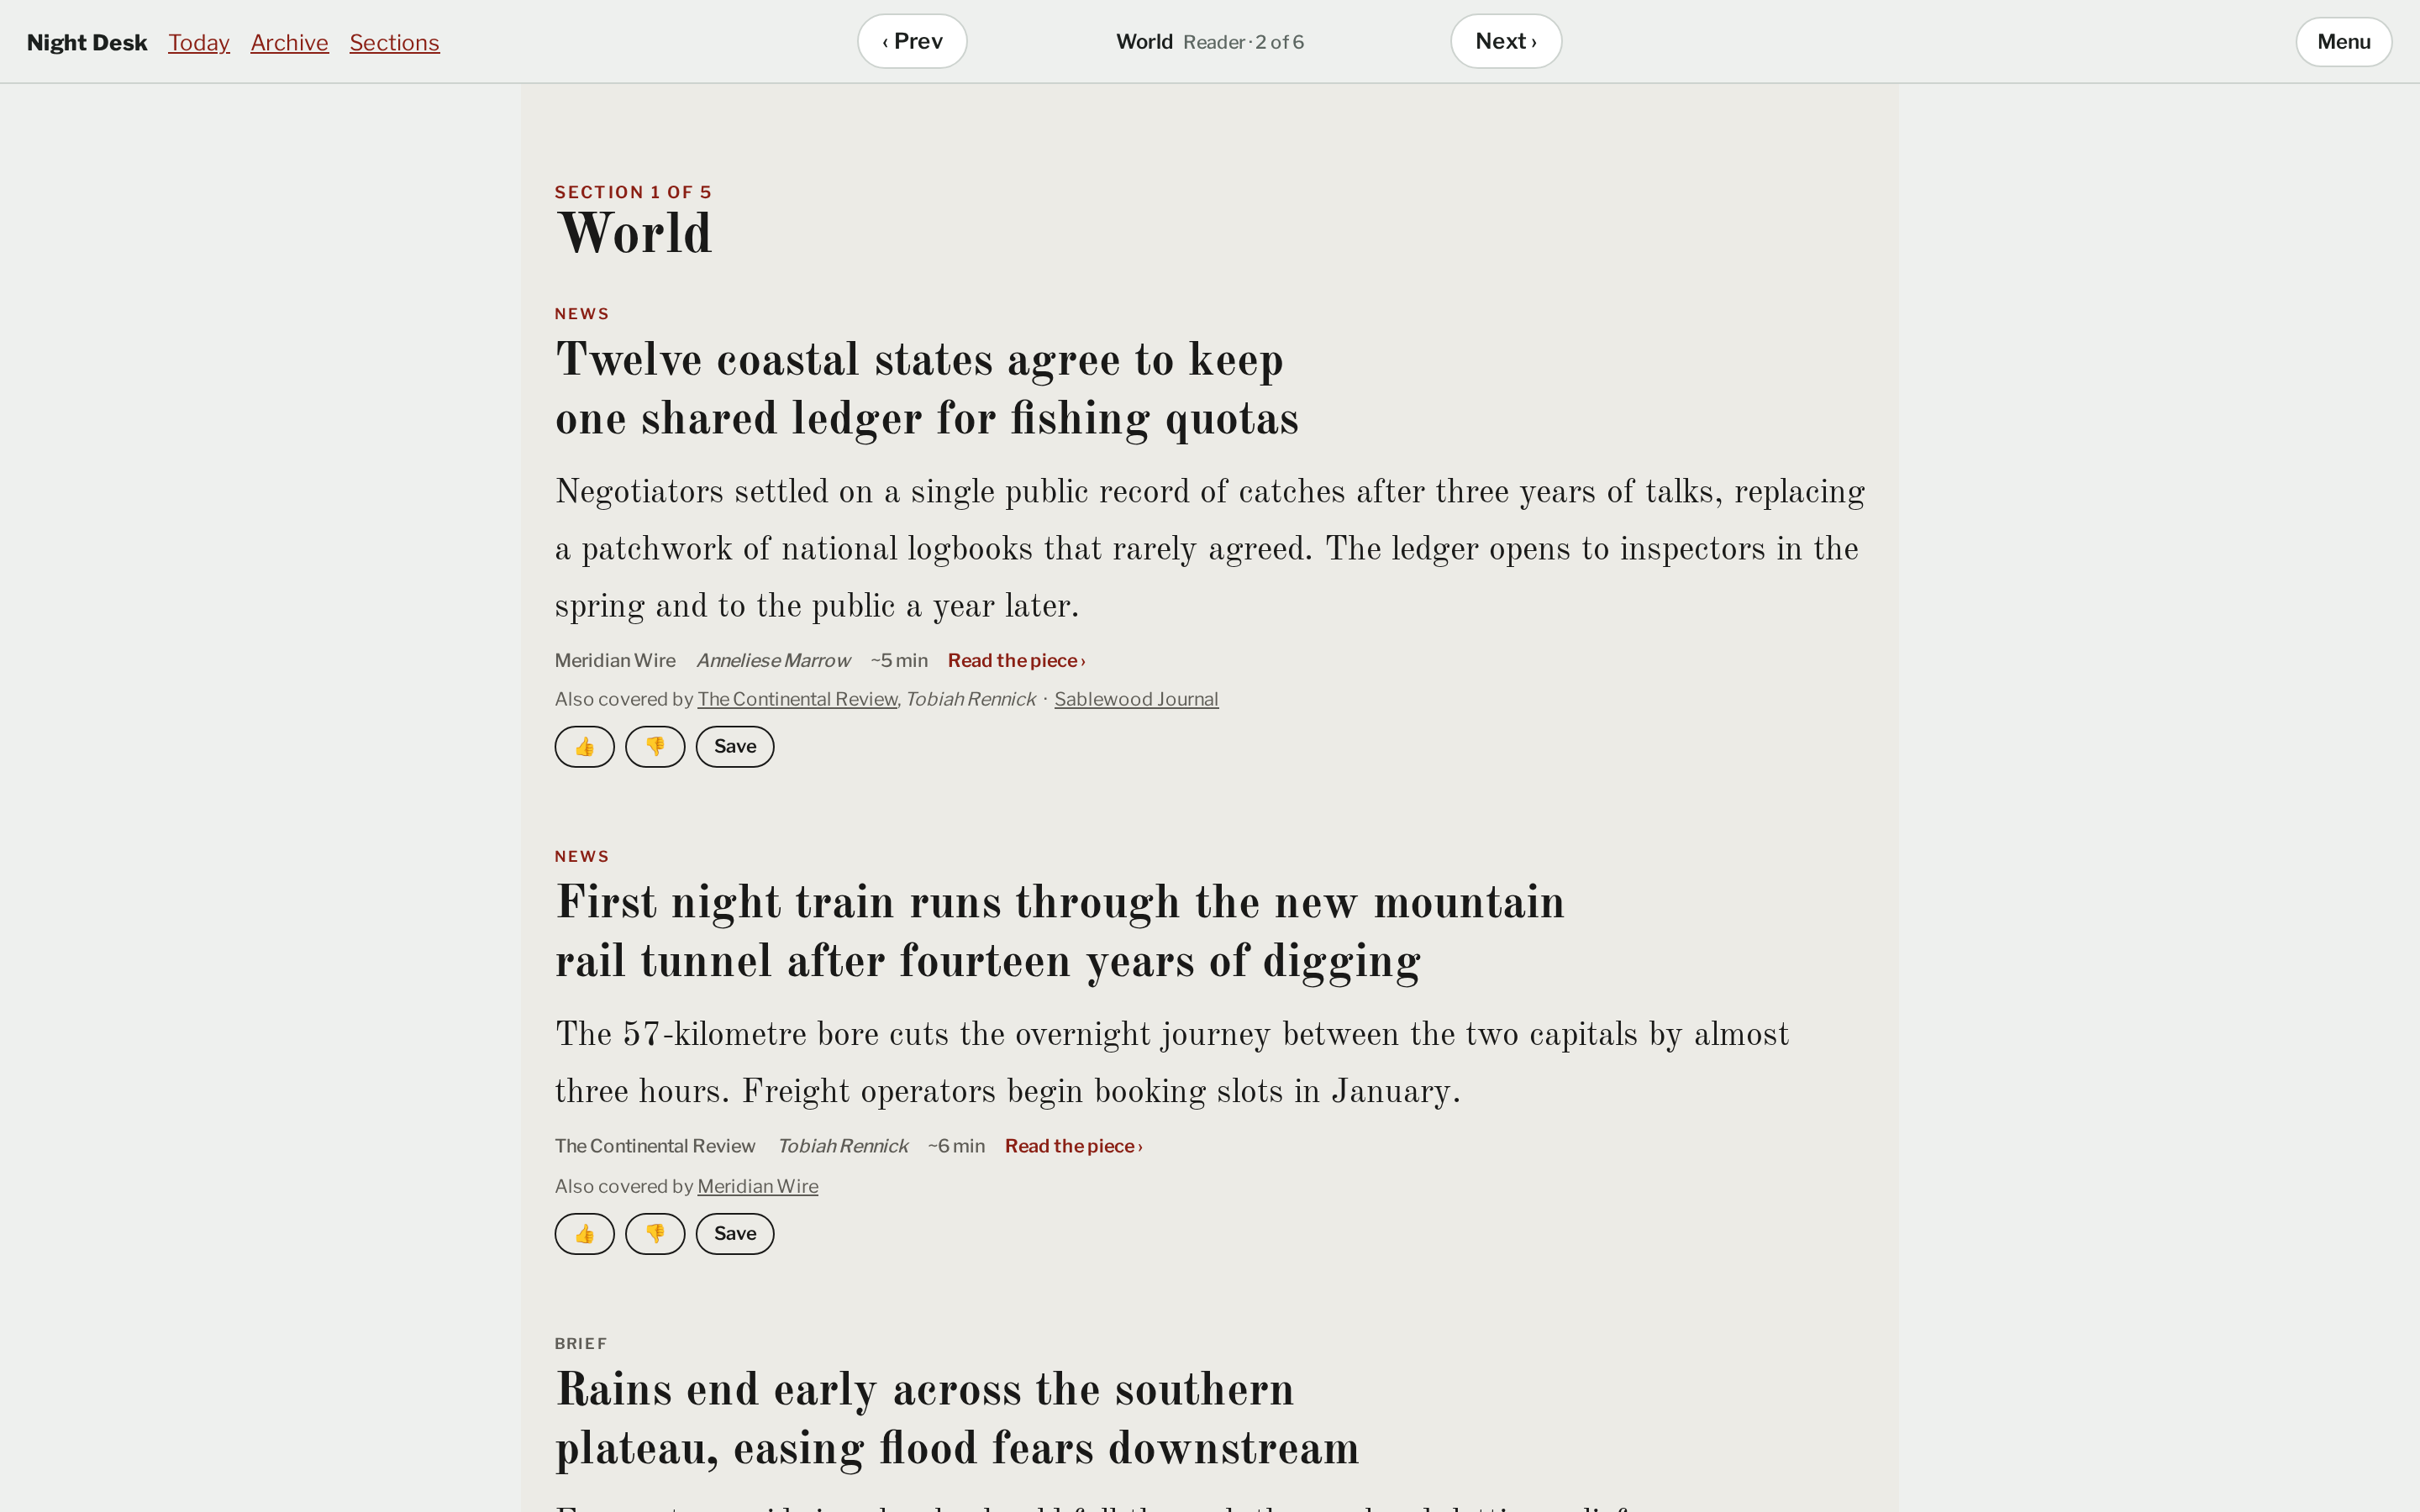 Night Desk Today Archive Sections ‹ Prev World Reader · 2 of 6 Next › Menu
SECTION 1 OF 5
World
NEWS
Twelve coastal states agree to keep
one shared ledger for fishing quotas
Negotiators settled on a single public record of catches after three years of talks, replacing
a patchwork of national logbooks that rarely agreed. The ledger opens to inspectors in the
spring and to the public a year later.
Meridian Wire Anneliese Marrow ~5 min Read the piece ›
Also covered by The Continental Review, Tobiah Rennick · Sablewood Journal
👍 👎 Save
NEWS
First night train runs through the new mountain
rail tunnel after fourteen years of digging
The 57-kilometre bore cuts the overnight journey between the two capitals by almost
three hours. Freight operators begin booking slots in January.
The Continental Review Tobiah Rennick ~6 min Read the piece ›
Also covered by Meridian Wire
👍 👎 Save
BRIEF
Rains end early across the southern
plateau, easing flood fears downstream